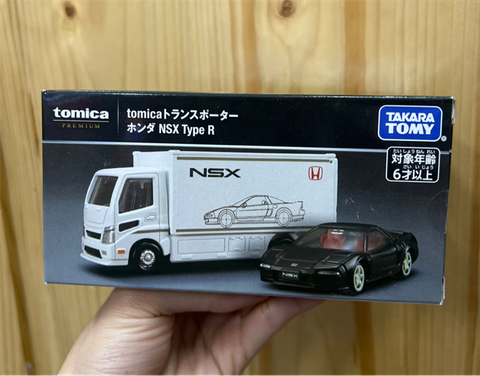 tomica
PREMIUM
tomicaトランスポーター
ホンダ NSX Type R
TAKARA
TOMY
たいしょうねんれい
対象年齢
さい い じょう
6才以上
NSX
NSX